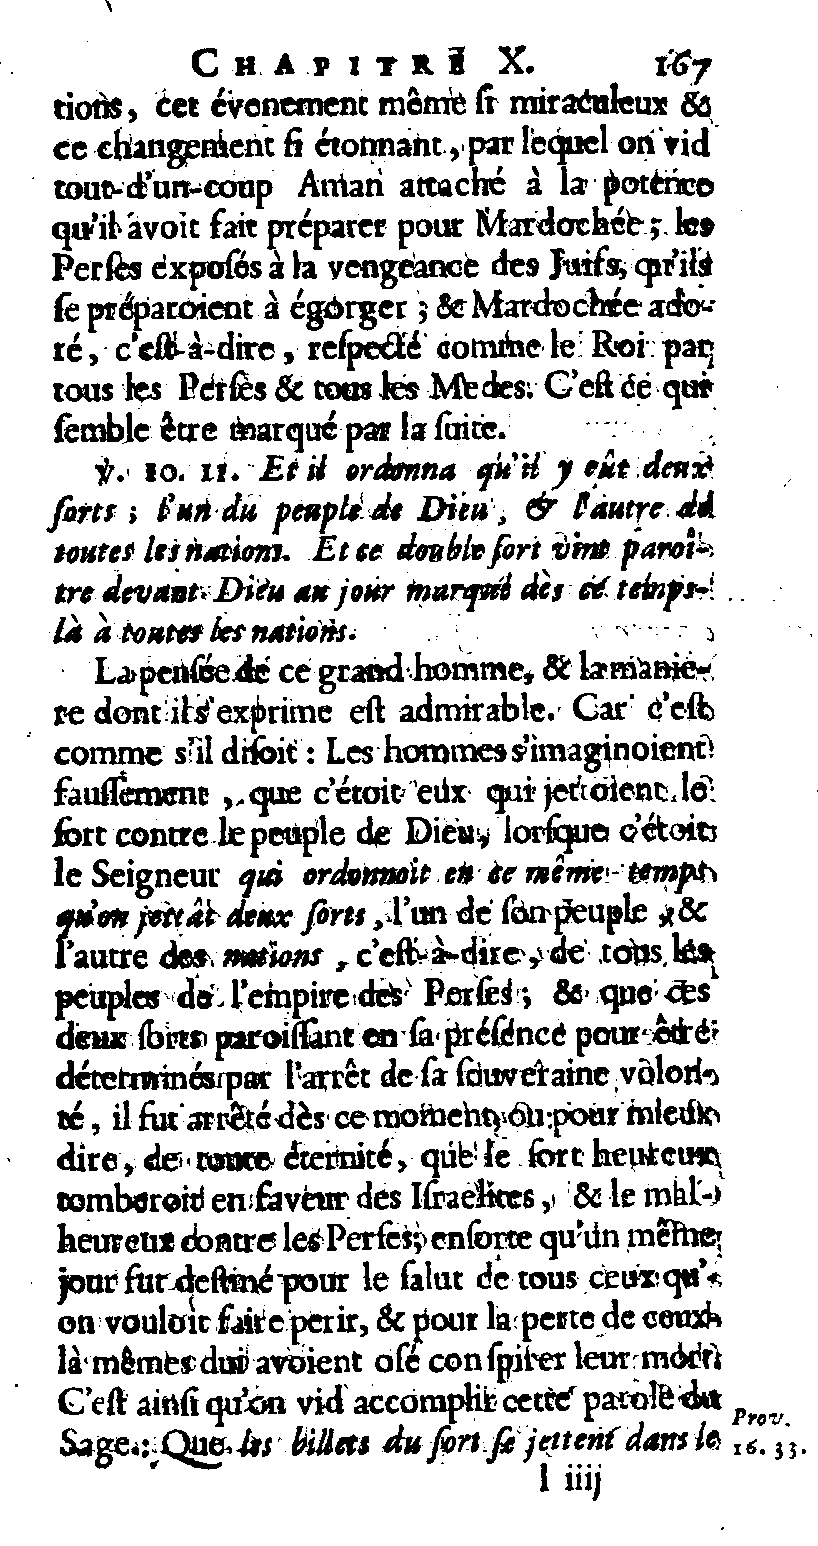 CHAPITRE X. 167
tions, cet évenement même si miraculeux &
ce changement si étonnant, par lequel on vid
tout-d'un-coup Aman attaché à la potence
qu'il avoit fait préparer pour Mardochée; les
Perses exposés à la vengeance des Juifs, qu'ils
se préparoient à égorger; & Mardochée ado-
ré, c'est-à-dire, respecté comme le Roi par
tous les Perses & tous les Medes. C'est ce qui
semble être marqué par la suite.
℣. 10. 11. Et il ordonna qu'il y eût deux
sorts; l'un du peuple de Dieu, & l'autre de
toutes les nations. Et ce double sort vint paroî-
tre devant Dieu au jour marqué dès ce temps-
là à toutes les nations.
La pensée de ce grand homme, & la manie-
re dont il s'exprime est admirable. Car c'est
comme s'il disoit : Les hommes s'imaginoient
faussement, que c'étoit eux qui jettoient le
sort contre le peuple de Dieu, lorsque c'étoit
le Seigneur qui ordonnoit en ce même temps
qu'on jettât deux sorts, l'un de son peuple, &
l'autre des nations, c'est-à-dire, de tous les
peuples de l'empire des Perses; & que ces
deux sorts paroissant en sa présence pour être
déterminés par l'arrêt de sa souveraine volon-
té, il fut arrêté dès ce moment, ou pour mieux
dire, de toute éternité, que le sort heureux
tomberoit en faveur des Israelites, & le mal-
heureux contre les Perses; ensorte qu'un même
jour fut destiné pour le salut de tous ceux qu'-
on vouloit faire perir, & pour la perte de ceux-
là mêmes qui avoient osé conspirer leur mort.
C'est ainsi qu'on vid accomplir cette parole du
Sage : Que les billets du sort se jettent dans le
Prov.
16. 33.
I iiij